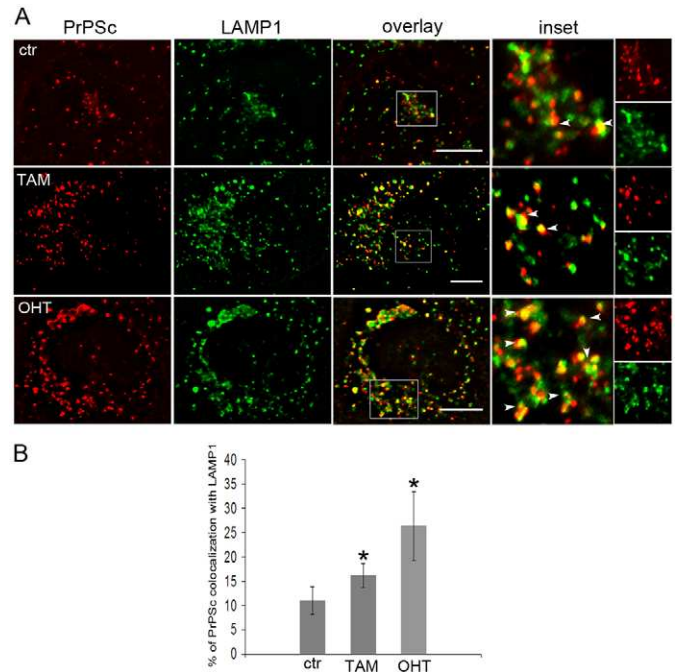 A
PrPSc LAMP1 overlay inset
ctr
TAM
OHT
B
% of PrPSc colocalization with LAMP1
40
35
30
25
20
15
10
5
0
* *
ctr TAM OHT